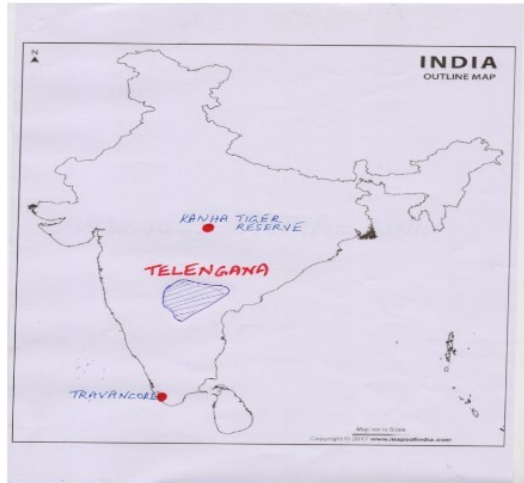 N
INDIA
OUTLINE MAP
KANHA TIGER
RESERVE
TELENGANA
TRAVANCORE
Map not to Scale
Copyright © 2017 www.mapsofindia.com